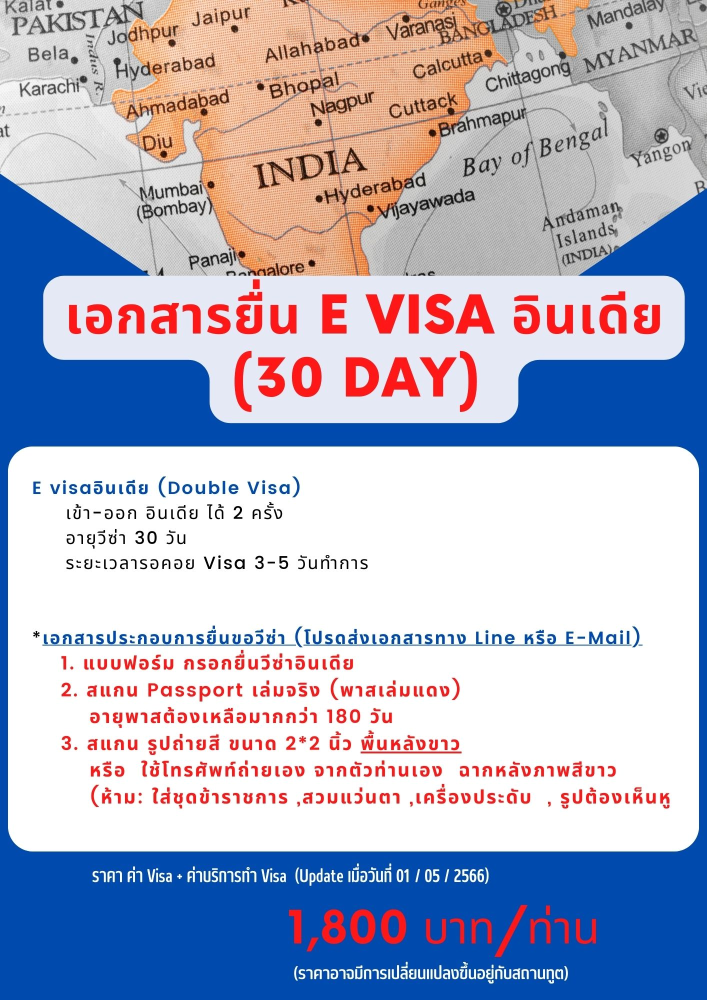 Kalat
PAKISTAN
Jodhpur
Jaipur
Ganges
Varanasi
BANGLADESH
Mandalay
Bela
Indus R.
Hyderabad
Allahabad
Calcutta
Chittagong
MYANMAR
Karachi
Ahmadabad
Bhopal
Nagpur
Cuttack
Brahmapur
Diu
INDIA
Bay of Bengal
Yangon
Mumbai
(Bombay)
Hyderabad
Vijayawada
Andaman
Islands
(INDIA)
Panaji
Bangalore
เอกสารยื่น E VISA อินเดีย
(30 DAY)
E visaอินเดีย (Double Visa)
เข้า-ออก อินเดีย ได้ 2 ครั้ง
อายุวีซ่า 30 วัน
ระยะเวลารอคอย Visa 3-5 วันทำการ
*เอกสารประกอบการยื่นขอวีซ่า (โปรดส่งเอกสารทาง Line หรือ E-Mail)
1. แบบฟอร์ม กรอกยื่นวีซ่าอินเดีย
2. สแกน Passport เล่มจริง (พาสเล่มแดง)
อายุพาสต้องเหลือมากกว่า 180 วัน
3. สแกน รูปถ่ายสี ขนาด 2*2 นิ้ว พื้นหลังขาว
หรือ ใช้โทรศัพท์ถ่ายเอง จากตัวท่านเอง ฉากหลังภาพสีขาว
(ห้าม: ใส่ชุดข้าราชการ ,สวมแว่นตา ,เครื่องประดับ , รูปต้องเห็นหู
ราคา ค่า Visa + ค่าบริการทำ Visa (Update เมื่อวันที่ 01 / 05 / 2566)
1,800 บาท/ท่าน
(ราคาอาจมีการเปลี่ยนแปลงขึ้นอยู่กับสถานทูต)